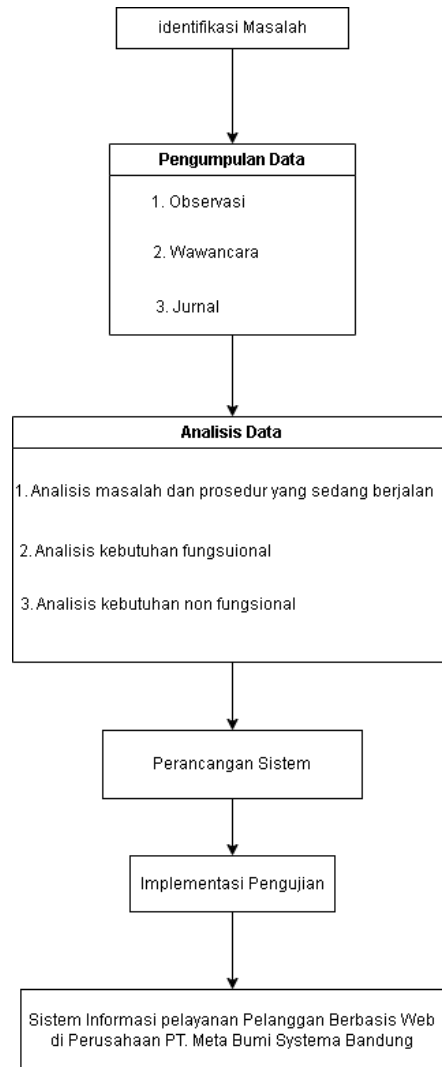 identifikasi Masalah
Pengumpulan Data
1. Observasi
2. Wawancara
3. Jurnal
Analisis Data
1. Analisis masalah dan prosedur yang sedang berjalan
2. Analisis kebutuhan fungsuional
3. Analisis kebutuhan non fungsional
Perancangan Sistem
Implementasi Pengujian
Sistem Informasi pelayanan Pelanggan Berbasis Web
di Perusahaan PT. Meta Bumi Systema Bandung